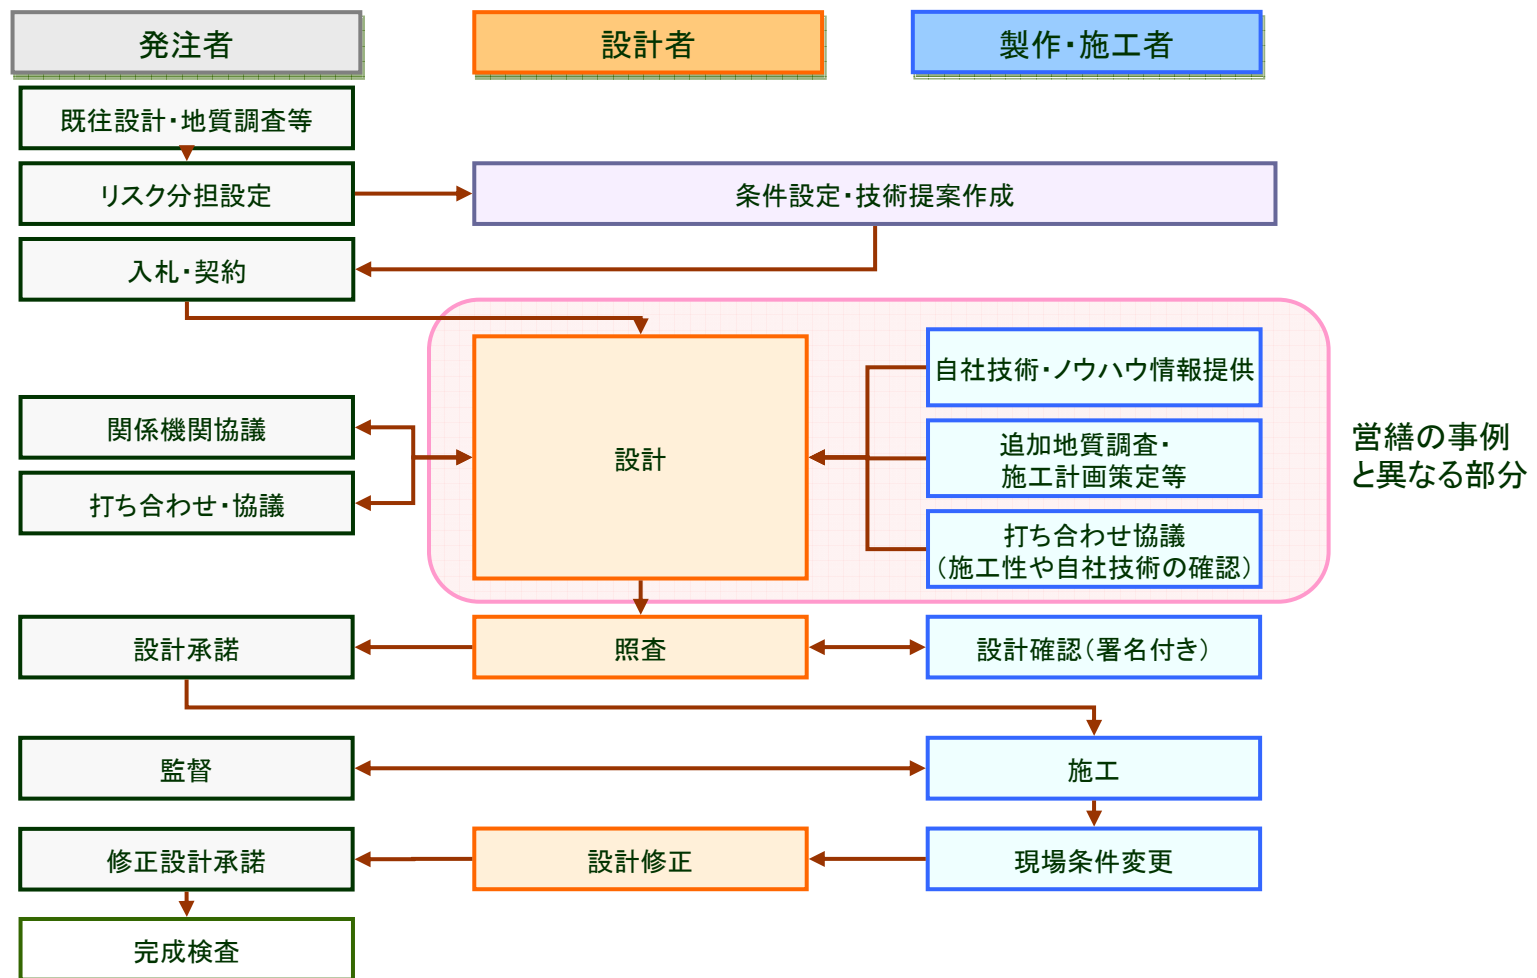 発注者
設計者
製作・施工者
既往設計・地質調査等
リスク分担設定
条件設定・技術提案作成
入札・契約
設計
自社技術・ノウハウ情報提供
関係機関協議
追加地質調査・
施工計画策定等
営繕の事例
と異なる部分
打ち合わせ・協議
打ち合わせ協議
（施工性や自社技術の確認）
設計承諾
照査
設計確認（署名付き）
監督
施工
修正設計承諾
設計修正
現場条件変更
完成検査